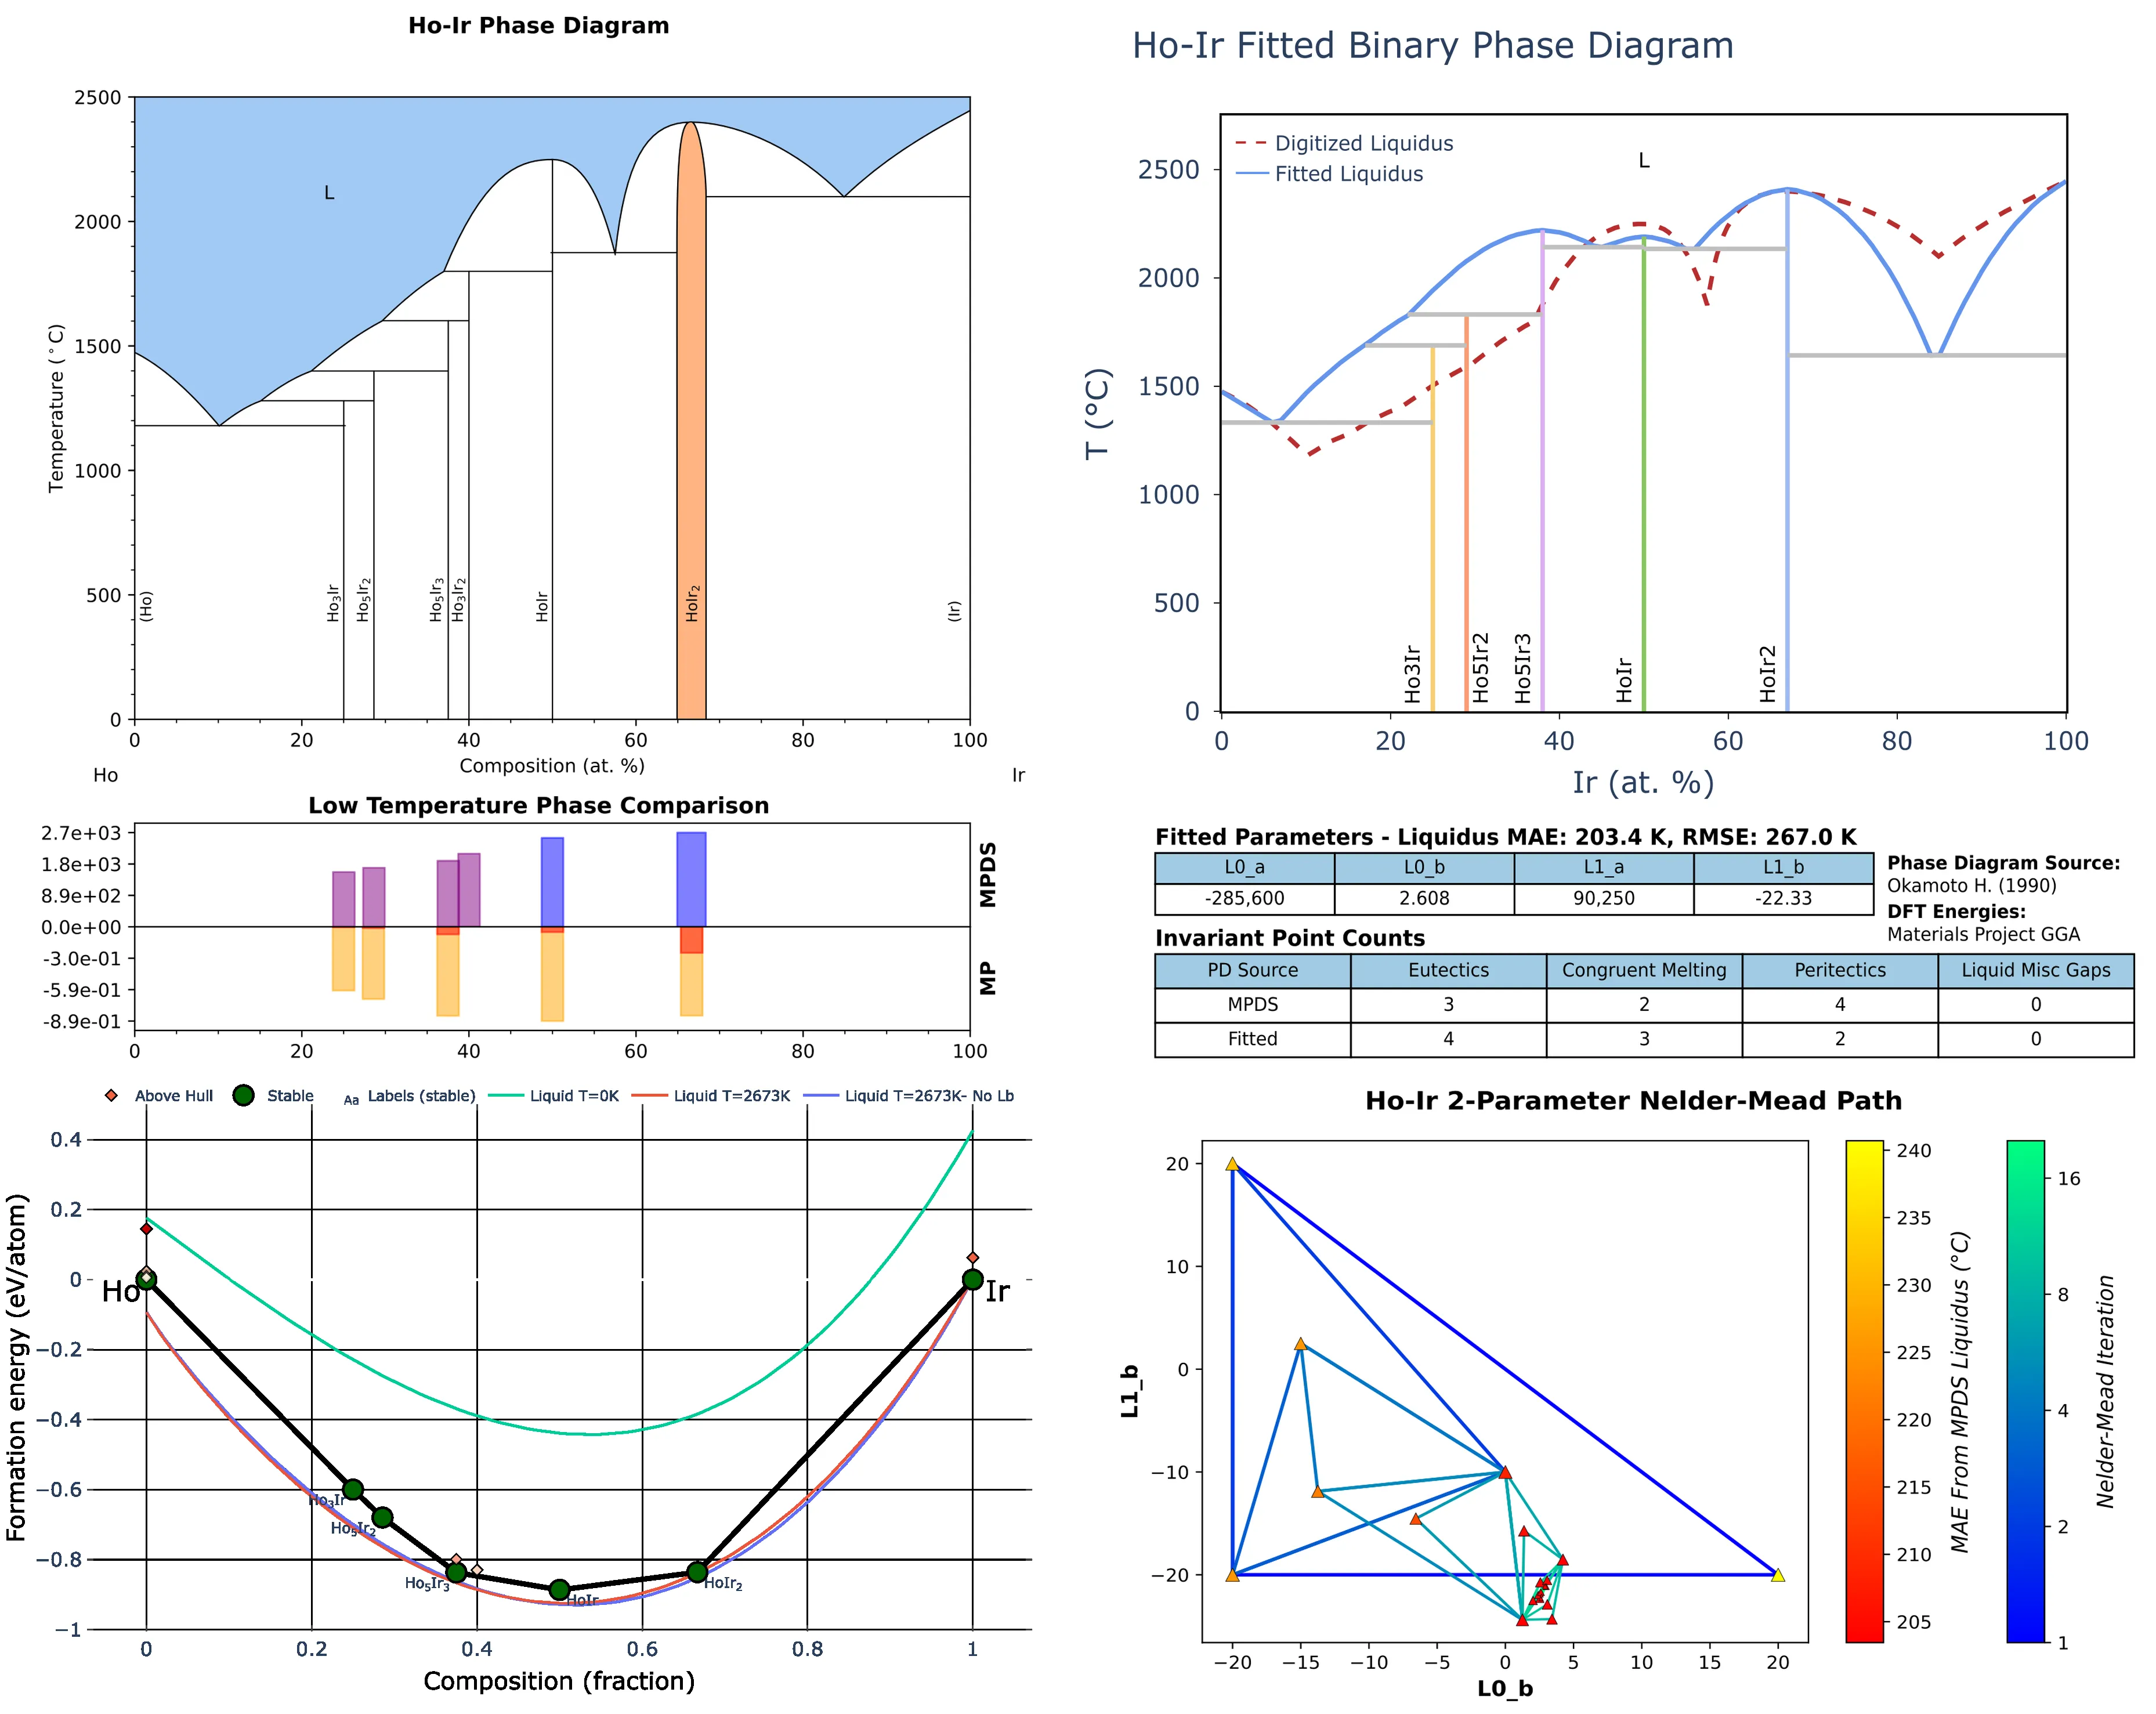 Ho-Ir Phase Diagram
2500
2000
1500
1000
500
0
Temperature (°C)
L
(Ho)
Ho3Ir
Ho5Ir2
Ho5Ir3
Ho3Ir2
HoIr
HoIr2
(Ir)
0 20 40 60 80 100
Composition (at. %)
Ho Ir
Low Temperature Phase Comparison
2.7e+03
1.8e+03
8.9e+02
0.0e+00
-3.0e-01
-5.9e-01
-8.9e-01
MPDS
MP
0 20 40 60 80 100
Above Hull Stable Aa Labels (stable) Liquid T=0K Liquid T=2673K Liquid T=2673K- No Lb
0.4
0.2
0
−0.2
−0.4
−0.6
−0.8
−1
Formation energy (eV/atom)
Ho
Ir
Ho3Ir
Ho5Ir2
Ho5Ir3
HoIr
HoIr2
0 0.2 0.4 0.6 0.8 1
Composition (fraction)
Ho-Ir Fitted Binary Phase Diagram
Digitized Liquidus
Fitted Liquidus
L
2500
2000
1500
1000
500
0
T (°C)
Ho3Ir
Ho5Ir2
Ho5Ir3
HoIr
HoIr2
0 20 40 60 80 100
Ir (at. %)
Fitted Parameters - Liquidus MAE: 203.4 K, RMSE: 267.0 K
L0_a L0_b L1_a L1_b
-285,600 2.608 90,250 -22.33
Phase Diagram Source:
Okamoto H. (1990)
DFT Energies:
Materials Project GGA
Invariant Point Counts
PD Source Eutectics Congruent Melting Peritectics Liquid Misc Gaps
MPDS 3 2 4 0
Fitted 4 3 2 0
Ho-Ir 2-Parameter Nelder-Mead Path
20
10
0
−10
−20
L1_b
−20 −15 −10 −5 0 5 10 15 20
L0_b
240
235
230
225
220
215
210
205
MAE From MPDS Liquidus (°C)
16
8
4
2
1
Nelder-Mead Iteration